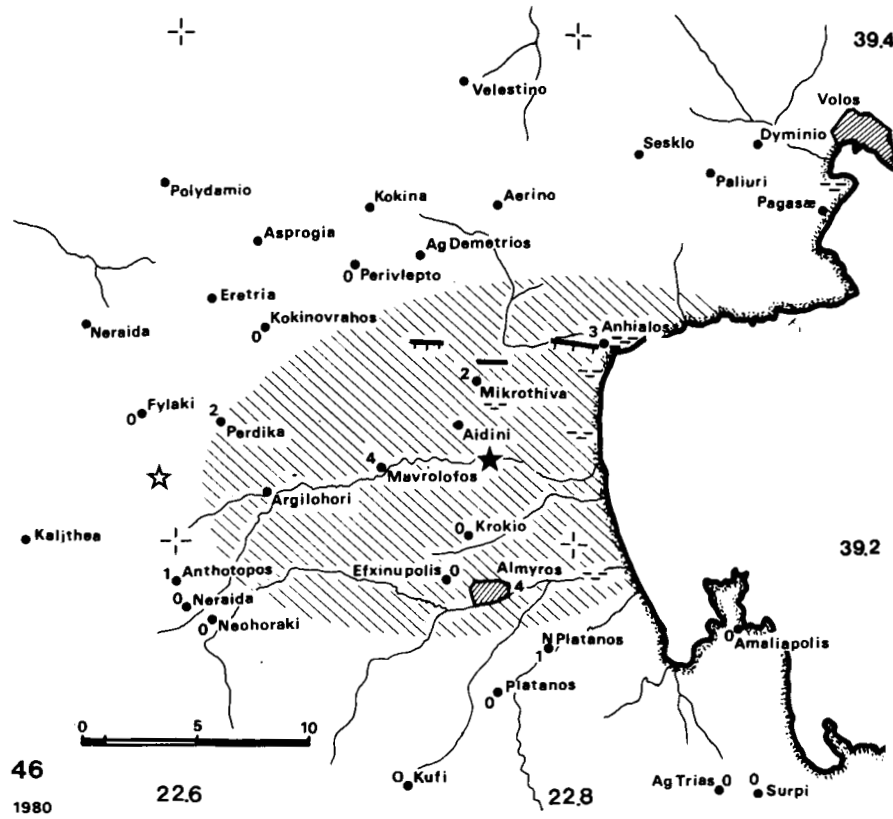 39.4
Velestino
Volos
Dyminio
Sesklo
Paliuri
Polydamio
Kokina
Aerino
Pagasæ
Asprogia
Ag Demetrios
0 Perivlepto
Eretria
Kokinovrahos
0
Neraida
3 Anhialos
2
Mikrothiva
Fylaki
0
2
Perdika
Aidini
4
Mavrolofos
Argilohori
0 Krokio
Kalithea
39.2
Anthotopos
1
Efxinupolis 0
Almyros
4
0 Neraida
0 Neohoraki
N Platanos
1
0
Amaliapolis
Platanos
0
0 5 10
46
1980
22.6
0 Kufi
22.8
Ag Trias 0
0
Surpi